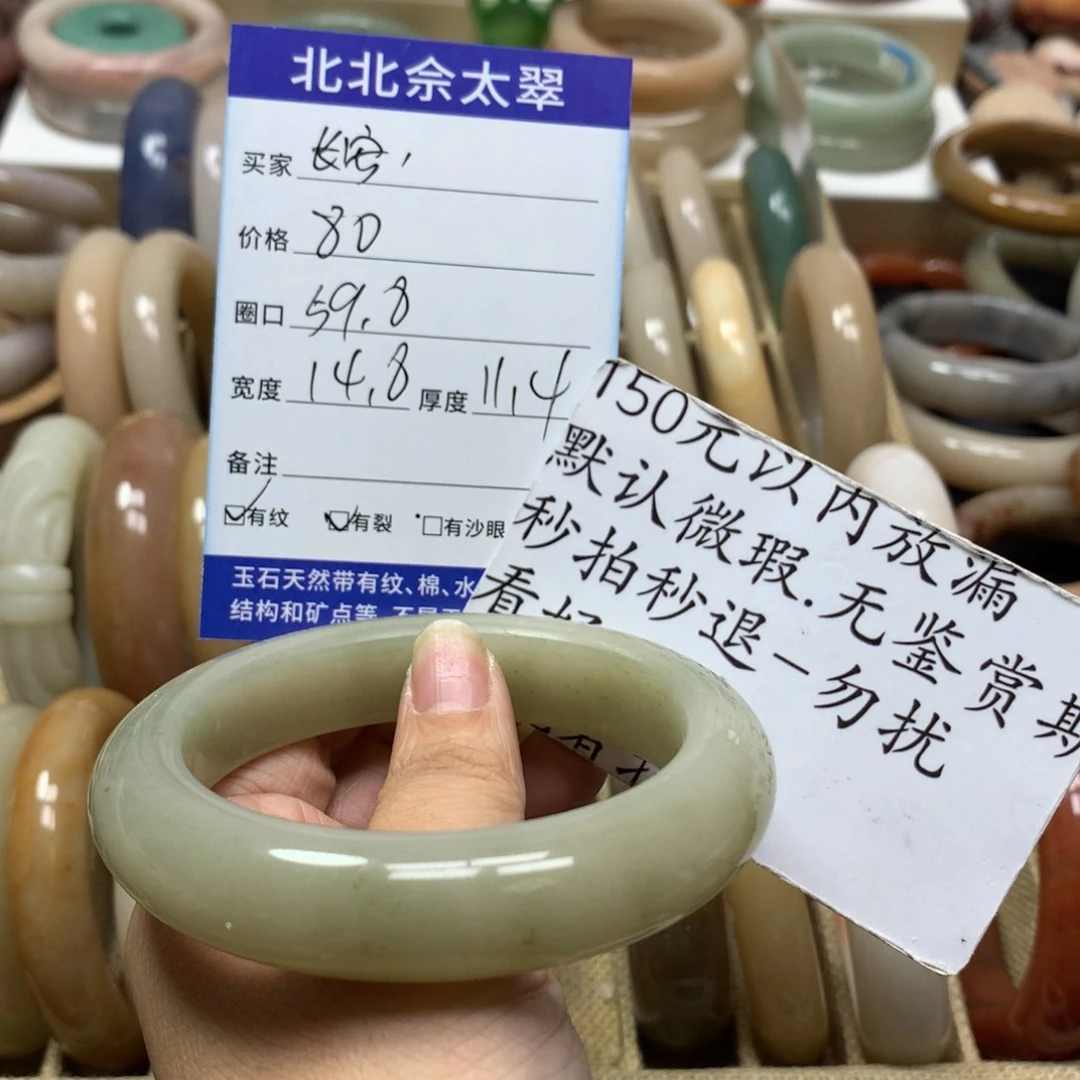 北北佘太翠
买家
价格 80
圈口 59.8
宽度 14.8 厚度 11.4
备注
有纹 有裂 有沙眼
玉石天然带有纹、棉、水
结构和矿点等
150元以内放漏
默认微瑕.无鉴赏期
秒拍秒退-勿扰
看好